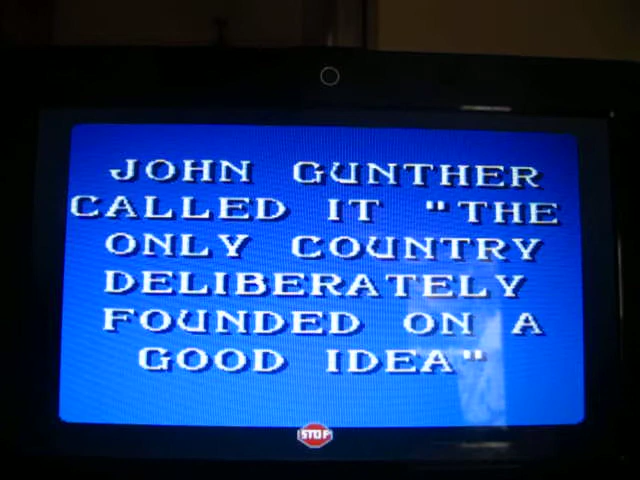 JOHN GUNTHER
CALLED IT "THE
ONLY COUNTRY
DELIBERATELY
FOUNDED ON A
GOOD IDEA"
STOP